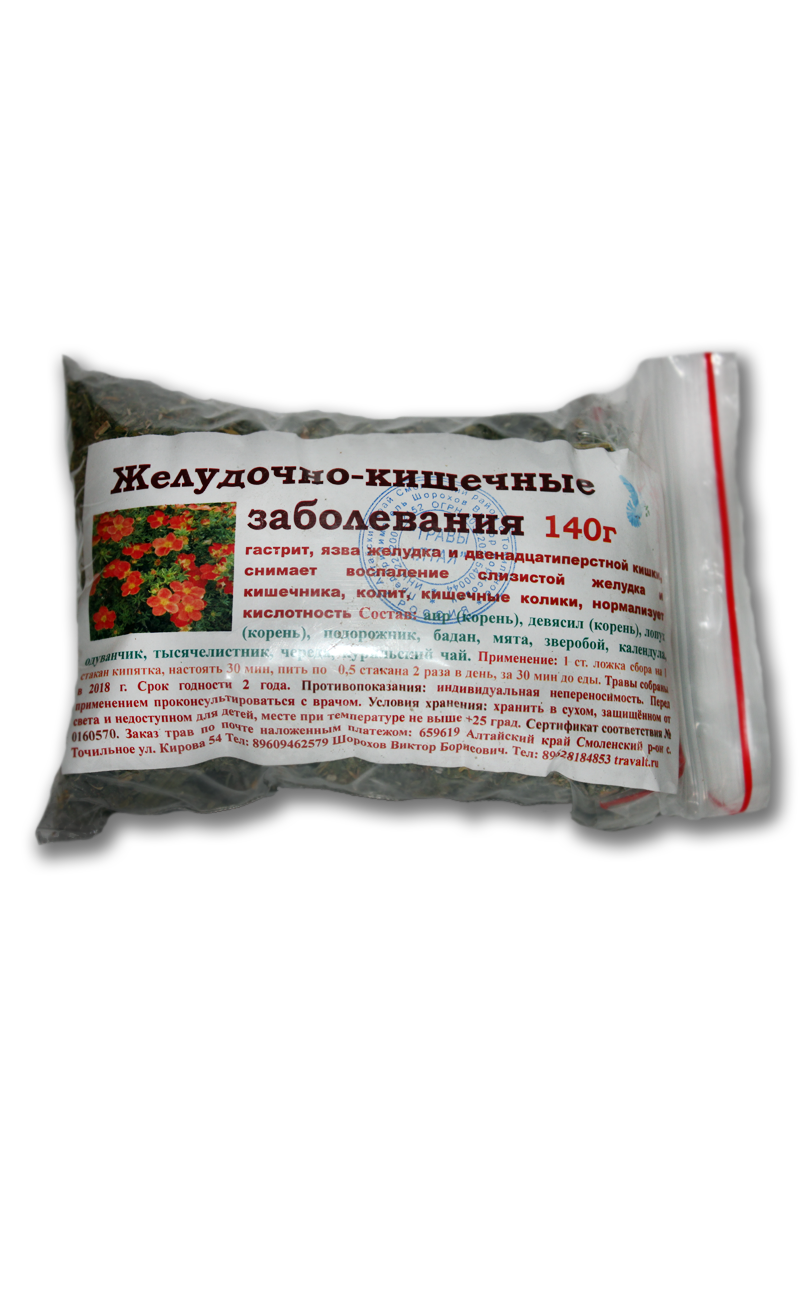 Желудочно-кишечные
заболевания 140г
гастрит, язва желудка и двенадцатиперстной кишки,
снимает воспаление слизистой желудка и
кишечника, колит, кищечные колики, нормализует
кислотность Состав: аир (корень), девясил (корень), лопух
(корень), подорожник, бадан, мята, зверобой, календула,
одуванчик, тысячелистник, череда, курильский чай. Применение: 1 ст. ложка сбора на 1
стакан кипятка, настоять 30 мин, пить по 0,5 стакана 2 раза в день, за 30 мин до еды. Травы собраны
в 2018 г. Срок годности 2 года. Противопоказания: индивидуальная непереносимость. Перед
применением проконсультироваться с врачом. Условия хранения: хранить в сухом, защищённом от
света и недоступном для детей, месте при температуре не выше +25 град. Сертификат соответствия №
0160570. Заказ трав по почте наложенным платежом: 659619 Алтайский край Смоленский р-он с.
Точильное ул. Кирова 54 Тел: 89609462579 Шорохов Виктор Борисович. Тел: 8928184853 travalt.ru
ТРАВЫ
АЛТАЯ
РОССИЯ